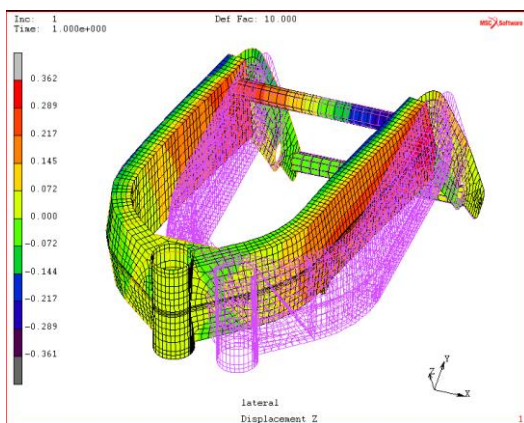 Inc: 1
Def Fac: 10.000
Time: 1.000e+000
MSC Software
0.362
0.289
0.217
0.145
0.072
0.000
-0.072
-0.144
-0.217
-0.289
-0.361
Y
Z
X
lateral
Displacement Z
1